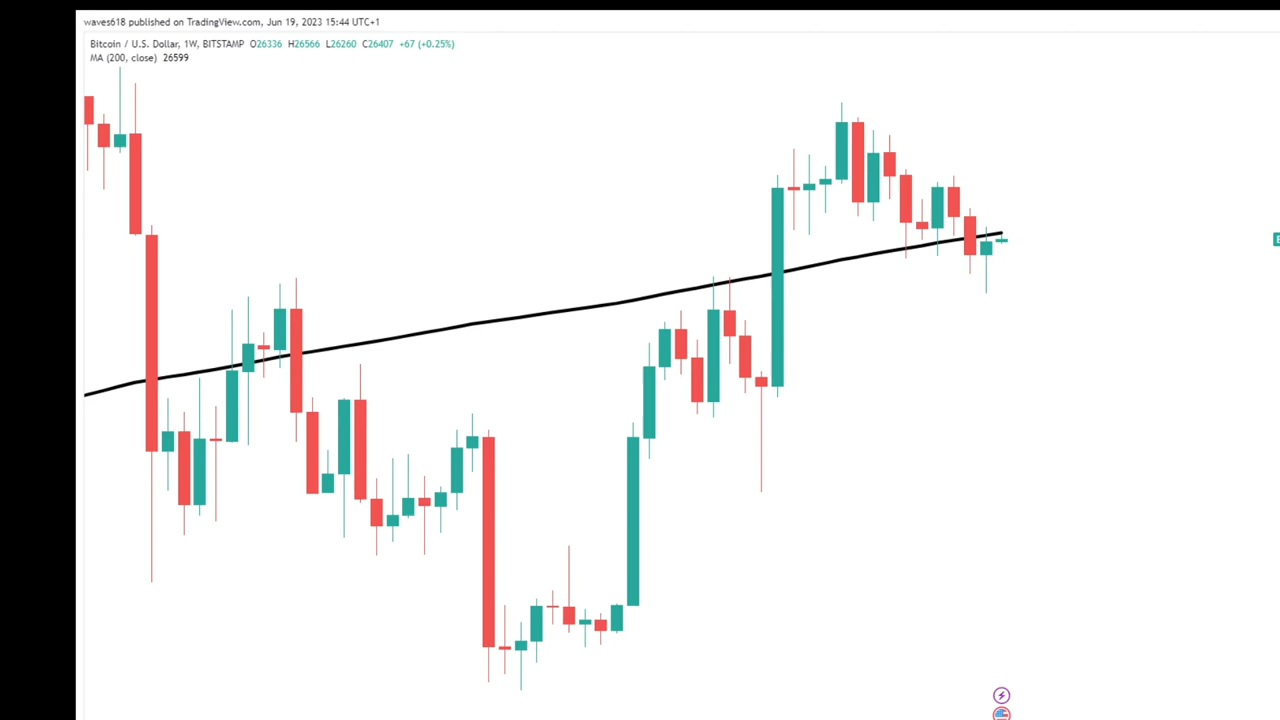 waves618 published on TradingView.com, Jun 19, 2023 15:44 UTC+1
Bitcoin / U.S. Dollar, 1W, BITSTAMP O26336 H26566 L26260 C26407 +67 (+0.25%)
MA (200, close) 26599